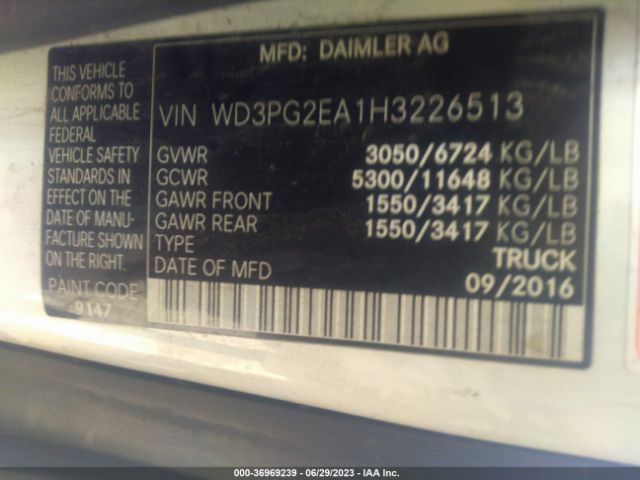 MFD: DAIMLER AG
THIS VEHICLE
CONFORMS TO
ALL APPLICABLE
FEDERAL
VEHICLE SAFETY
STANDARDS IN
EFFECT ON THE
DATE OF MANU-
FACTURE SHOWN
ON THE RIGHT.
PAINT CODE
9147
VIN WD3PG2EA1H3226513
GVWR 3050/6724 KG/LB
GCWR 5300/11648 KG/LB
GAWR FRONT 1550/3417 KG/LB
GAWR REAR 1550/3417 KG/LB
TYPE TRUCK
DATE OF MFD 09/2016
000-36969239 - 06/29/2023 - IAA Inc.